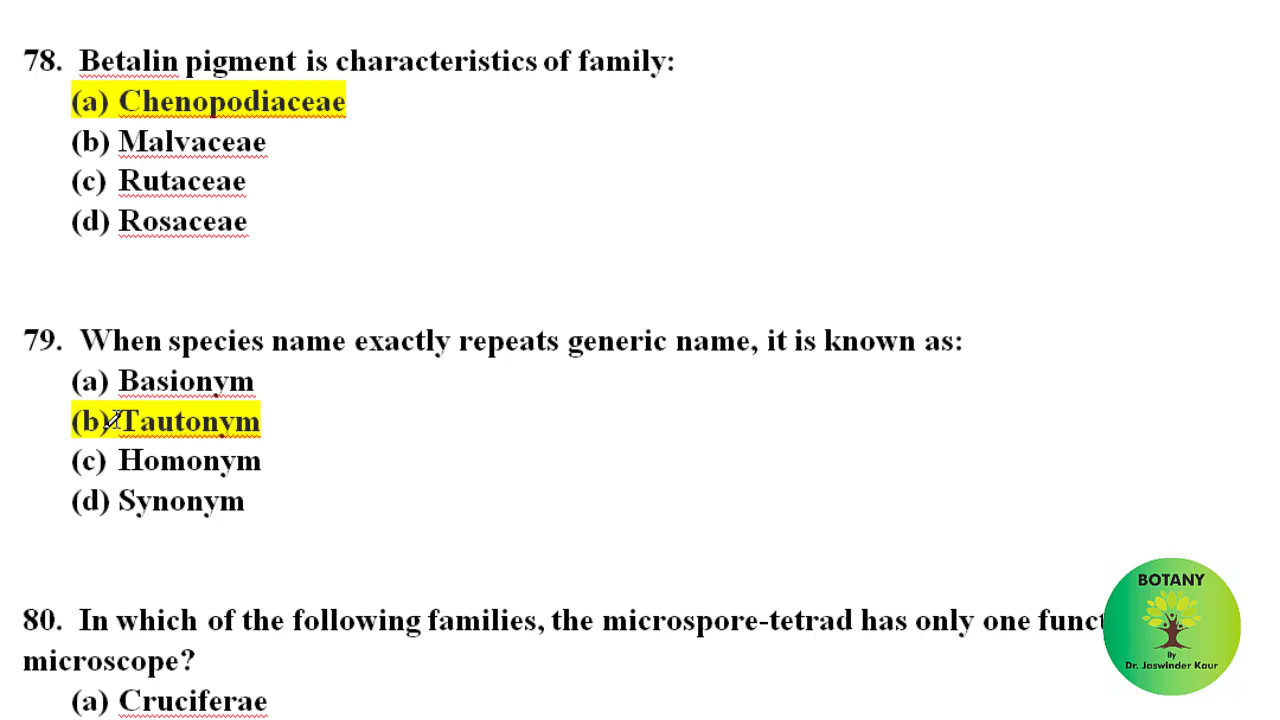 78. Betalin pigment is characteristics of family:
(a) Chenopodiaceae
(b) Malvaceae
(c) Rutaceae
(d) Rosaceae
79. When species name exactly repeats generic name, it is known as:
(a) Basionym
(b) Tautonym
(c) Homonym
(d) Synonym
80. In which of the following families, the microspore-tetrad has only one
microscope?
(a) Cruciferae
BOTANY
By
Dr. Jaswinder Kaur